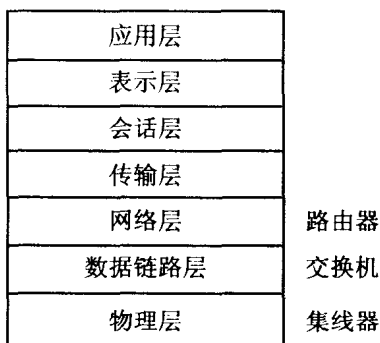 应用层
表示层
会话层
传输层
网络层 路由器
数据链路层 交换机
物理层 集线器